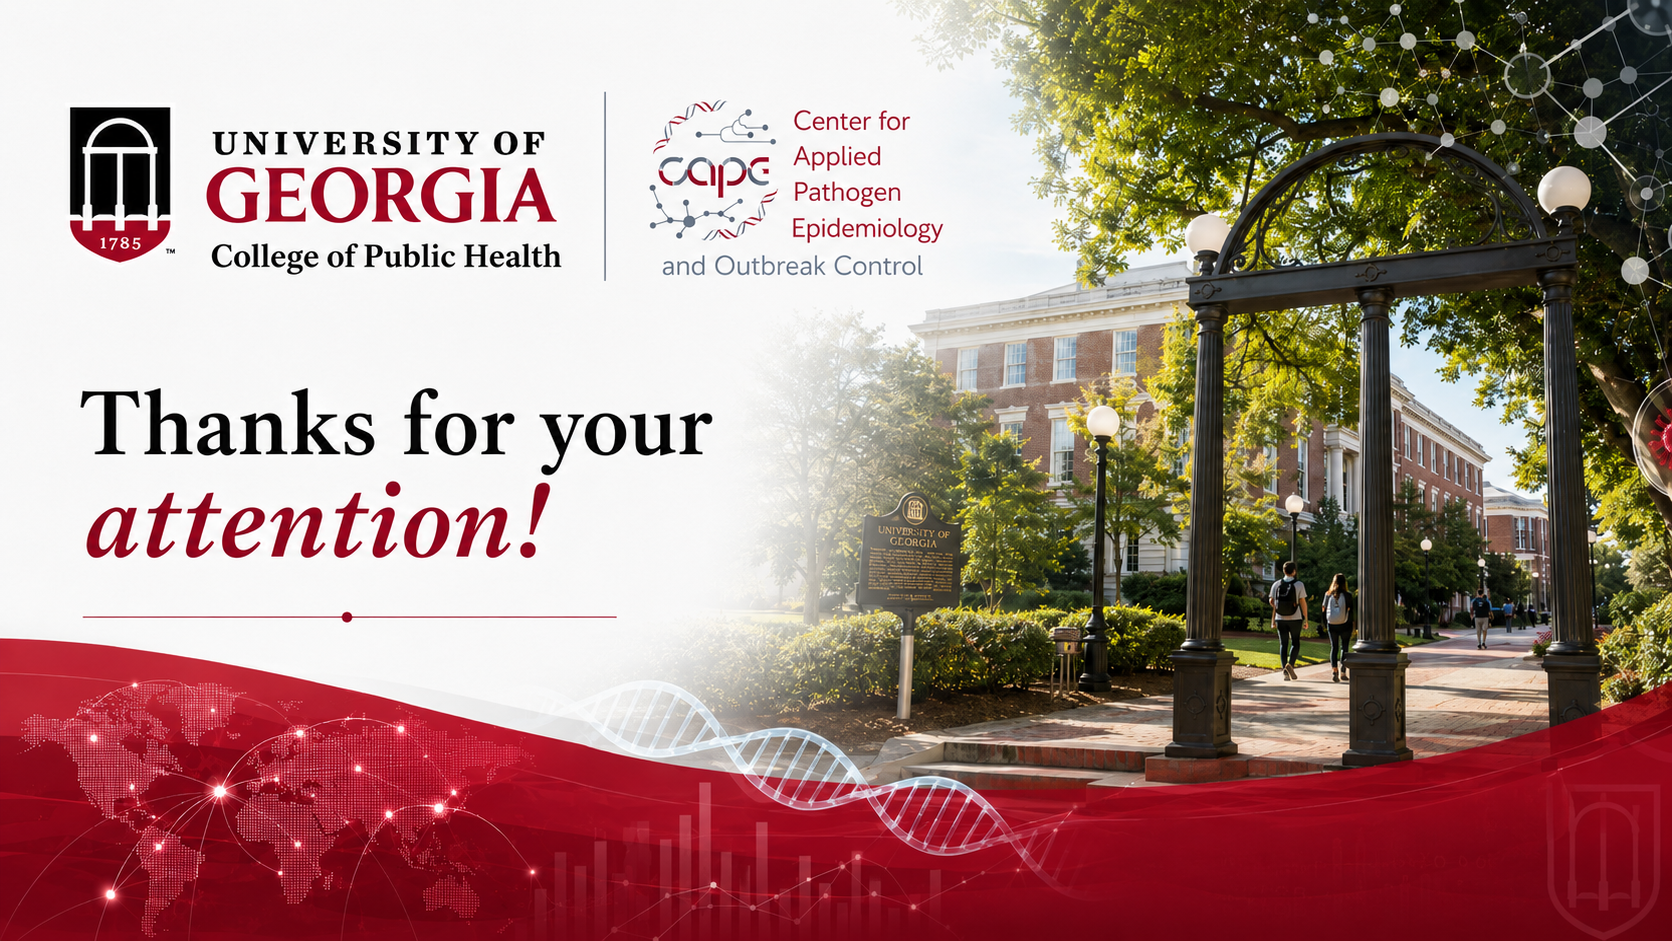 UNIVERSITY OF
GEORGIA
College of Public Health
1785
™
cape
Center for
Applied
Pathogen
Epidemiology
and Outbreak Control
Thanks for your
attention!
UNIVERSITY OF
GEORGIA